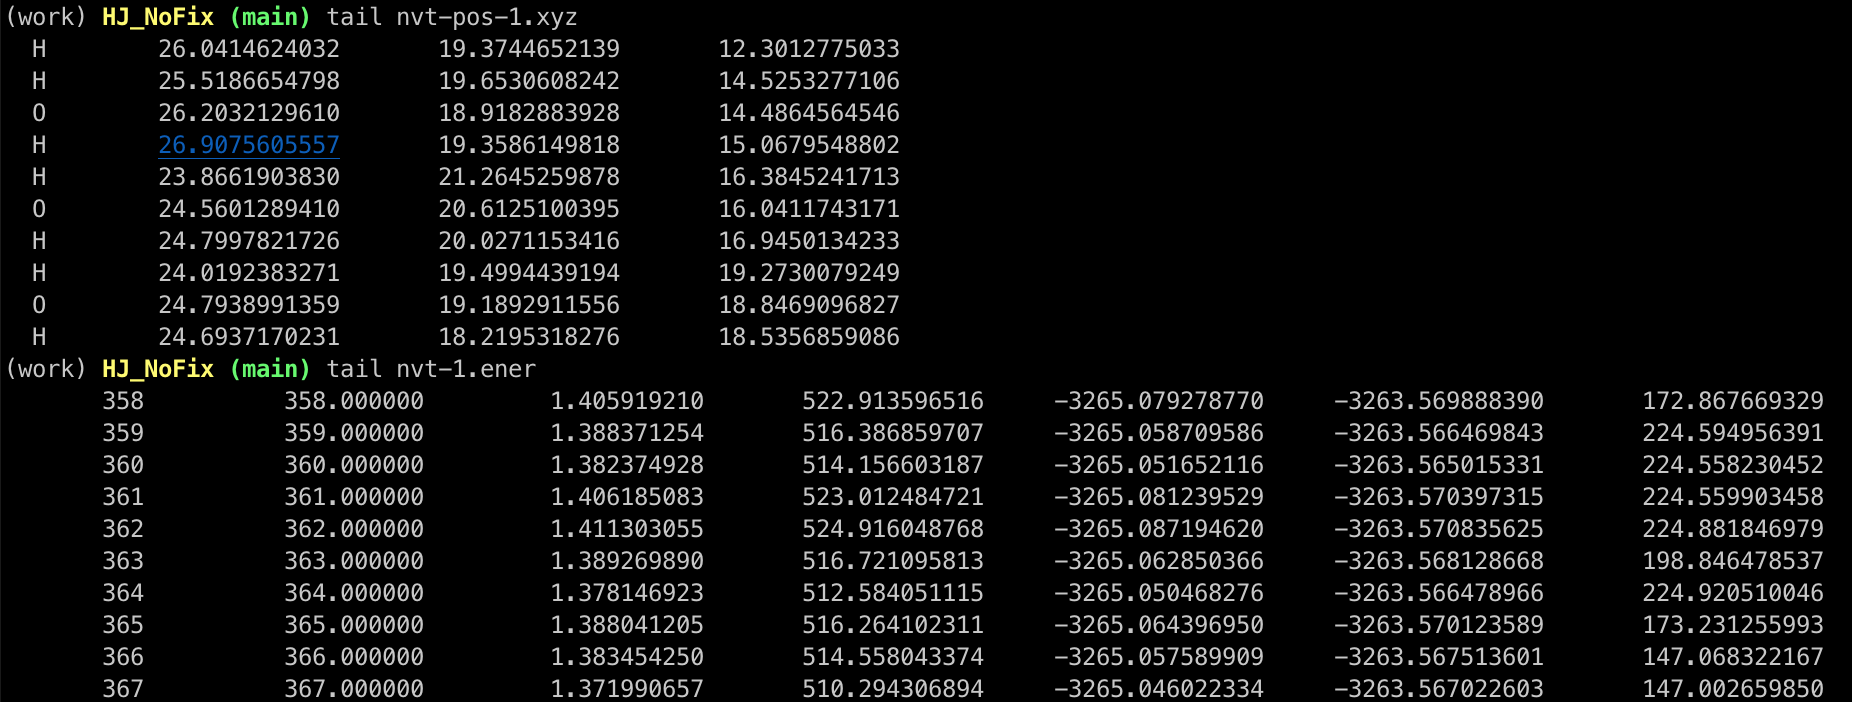 (work) HJ_NoFix (main) tail nvt-pos-1.xyz
H 26.0414624032 19.3744652139 12.3012775033
H 25.5186654798 19.6530608242 14.5253277106
O 26.2032129610 18.9182883928 14.4864564546
H 26.9075605557 19.3586149818 15.0679548802
H 23.8661903830 21.2645259878 16.3845241713
O 24.5601289410 20.6125100395 16.0411743171
H 24.7997821726 20.0271153416 16.9450134233
H 24.0192383271 19.4994439194 19.2730079249
O 24.7938991359 19.1892911556 18.8469096827
H 24.6937170231 18.2195318276 18.5356859086
(work) HJ_NoFix (main) tail nvt-1.ener
358 358.000000 1.405919210 522.913596516 -3265.079278770 -3263.569888390 172.867669329
359 359.000000 1.388371254 516.386859707 -3265.058709586 -3263.566469843 224.594956391
360 360.000000 1.382374928 514.156603187 -3265.051652116 -3263.565015331 224.558230452
361 361.000000 1.406185083 523.012484721 -3265.081239529 -3263.570397315 224.559903458
362 362.000000 1.411303055 524.916048768 -3265.087194620 -3263.570835625 224.881846979
363 363.000000 1.389269890 516.721095813 -3265.062850366 -3263.568128668 198.846478537
364 364.000000 1.378146923 512.584051115 -3265.050468276 -3263.566478966 224.920510046
365 365.000000 1.388041205 516.264102311 -3265.064396950 -3263.570123589 173.231255993
366 366.000000 1.383454250 514.558043374 -3265.057589909 -3263.567513601 147.068322167
367 367.000000 1.371990657 510.294306894 -3265.046022334 -3263.567022603 147.002659850